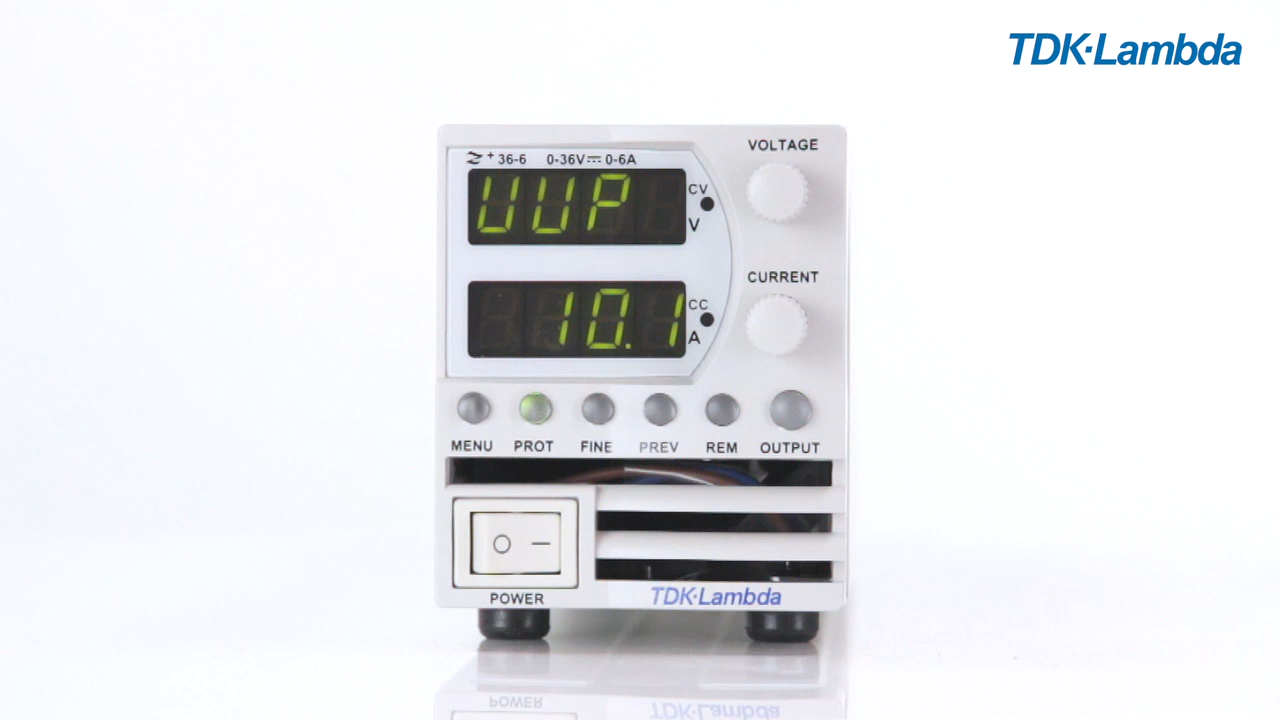 TDK·Lambda
Z+ 36-6 0-36V⎓ 0-6A
VOLTAGE
UUP
CV
V
CURRENT
10.1
CC
A
MENU PROT FINE PREV REM OUTPUT
POWER
TDK·Lambda